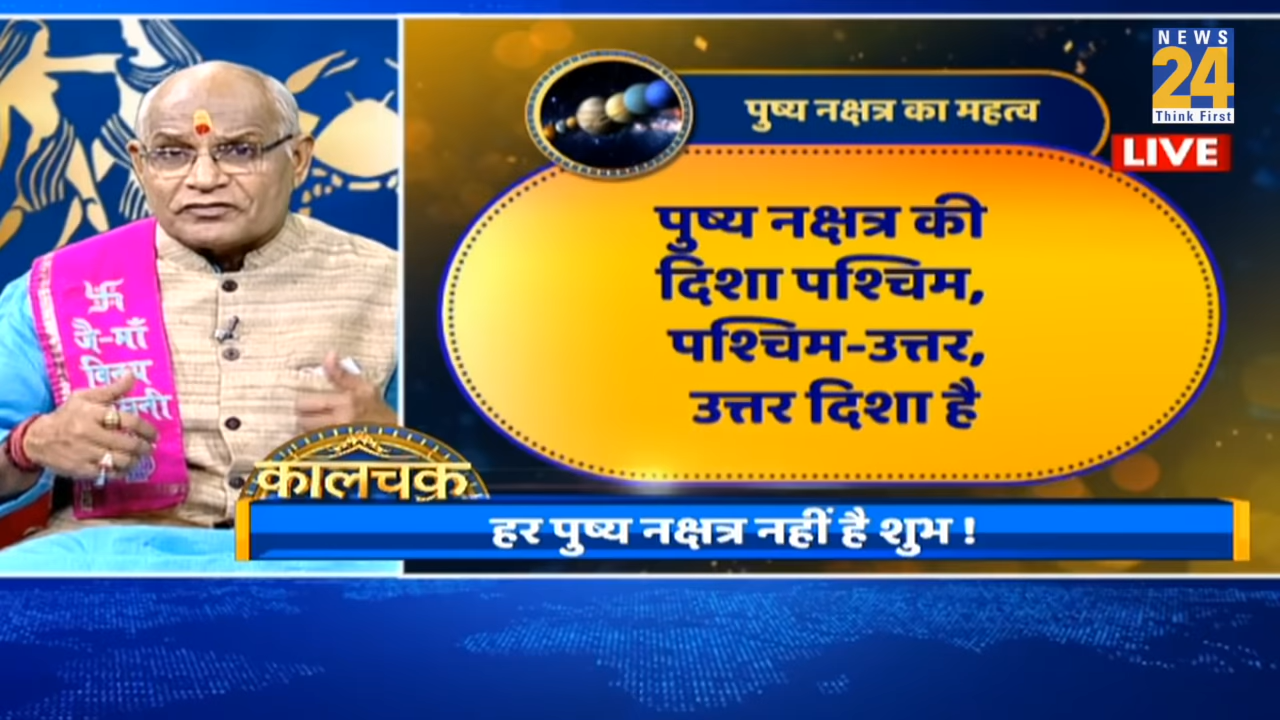 NEWS
24
Think First
LIVE
पुष्य नक्षत्र का महत्व
पुष्य नक्षत्र की
दिशा पश्चिम,
पश्चिम-उत्तर,
उत्तर दिशा है
जै-माँ
कालचक्र
हर पुष्य नक्षत्र नहीं है शुभ !